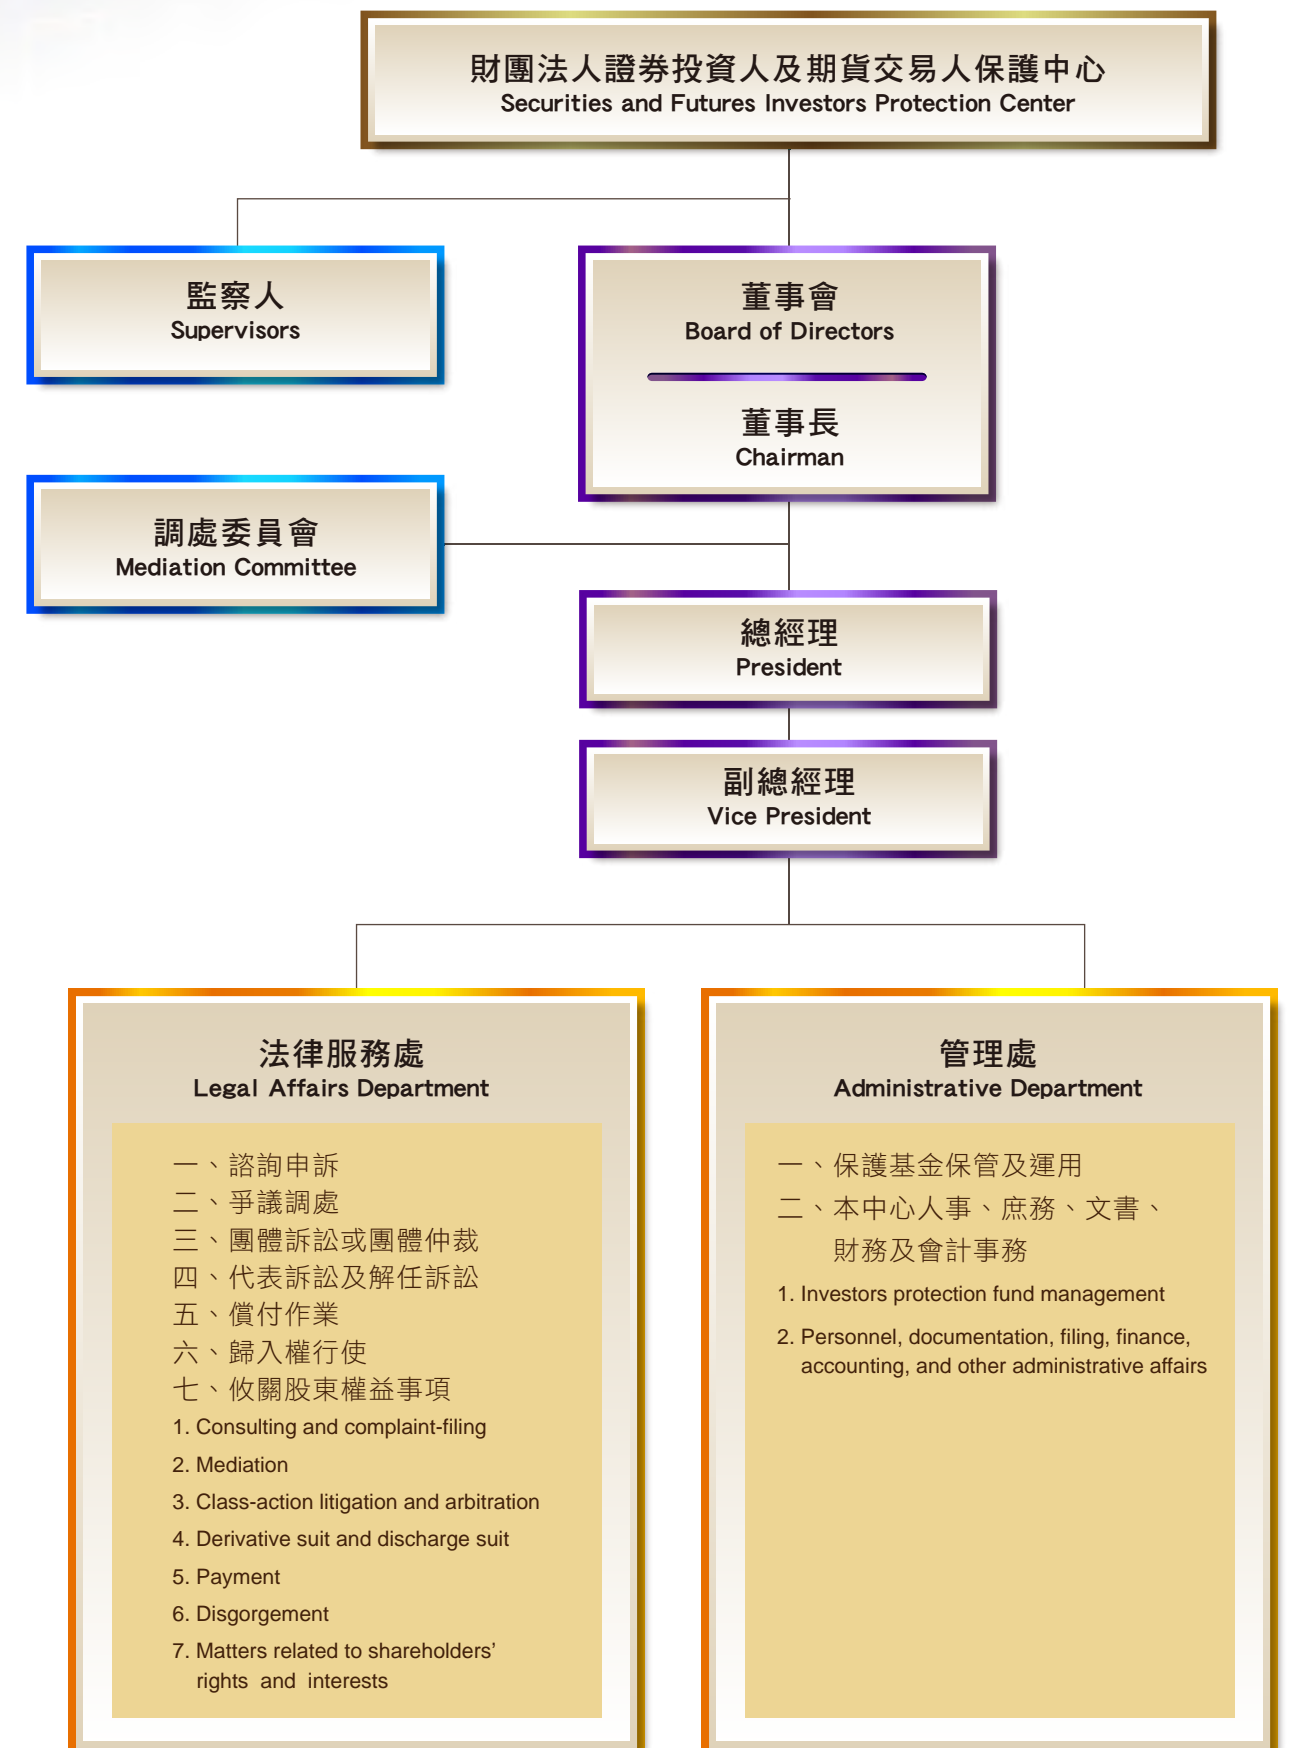 財團法人證券投資人及期貨交易人保護中心
Securities and Futures Investors Protection Center
監察人
Supervisors
董事會
Board of Directors
董事長
Chairman
調處委員會
Mediation Committee
總經理
President
副總經理
Vice President
法律服務處
Legal Affairs Department
一、諮詢申訴
二、爭議調處
三、團體訴訟或團體仲裁
四、代表訴訟及解任訴訟
五、償付作業
六、歸入權行使
七、攸關股東權益事項
1. Consulting and complaint-filing
2. Mediation
3. Class-action litigation and arbitration
4. Derivative suit and discharge suit
5. Payment
6. Disgorgement
7. Matters related to shareholders’
rights and interests
管理處
Administrative Department
一、保護基金保管及運用
二、本中心人事、庶務、文書、
財務及會計事務
1. Investors protection fund management
2. Personnel, documentation, filing, finance,
accounting, and other administrative affairs